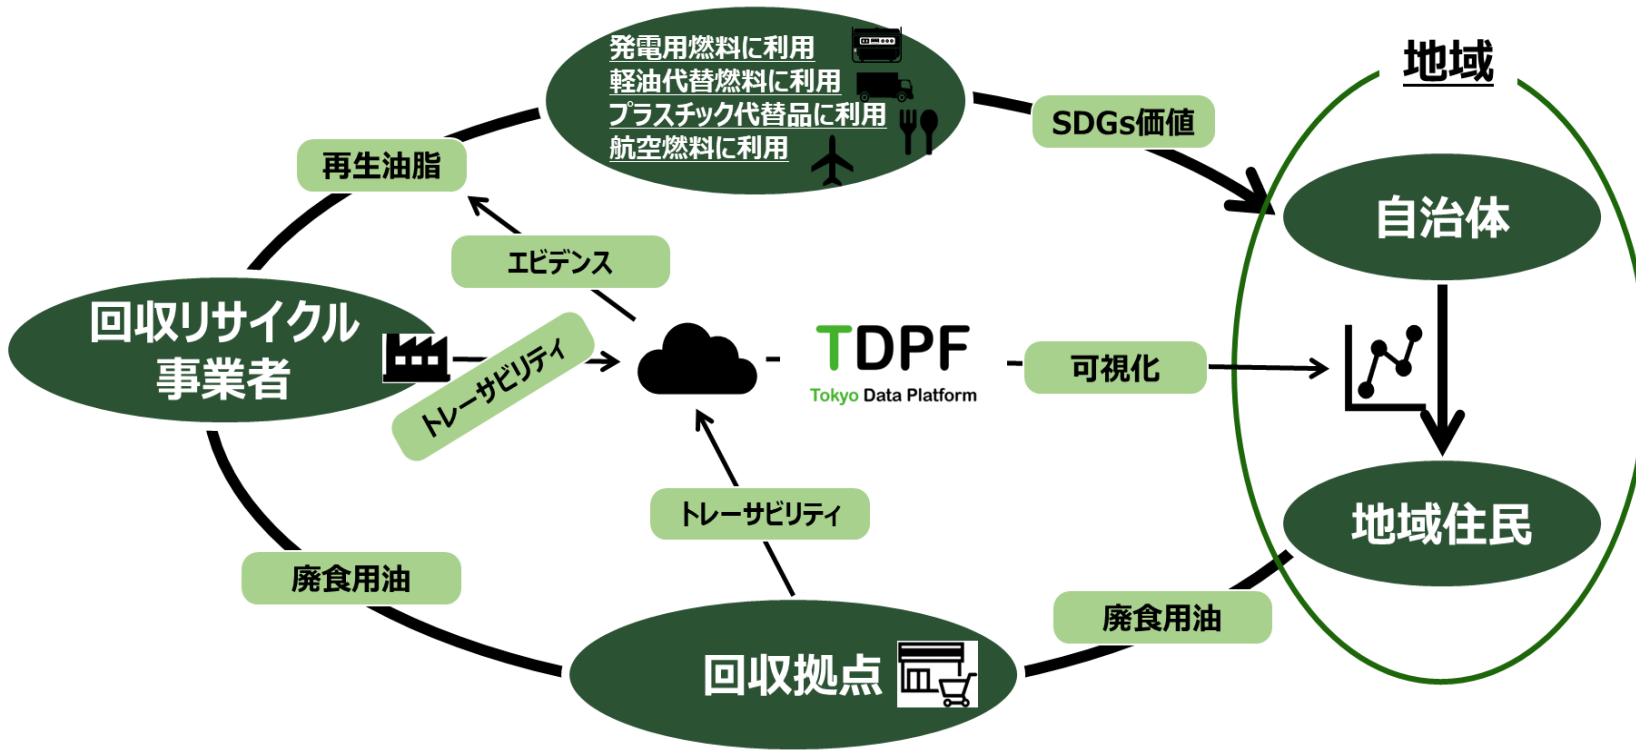 発電用燃料に利用
軽油代替燃料に利用
プラスチック代替品に利用
航空燃料に利用
地域
SDGs価値
再生油脂
自治体
エビデンス
回収リサイクル
事業者
トレーサビリティ
TDPF
Tokyo Data Platform
可視化
トレーサビリティ
地域住民
廃食用油
廃食用油
回収拠点